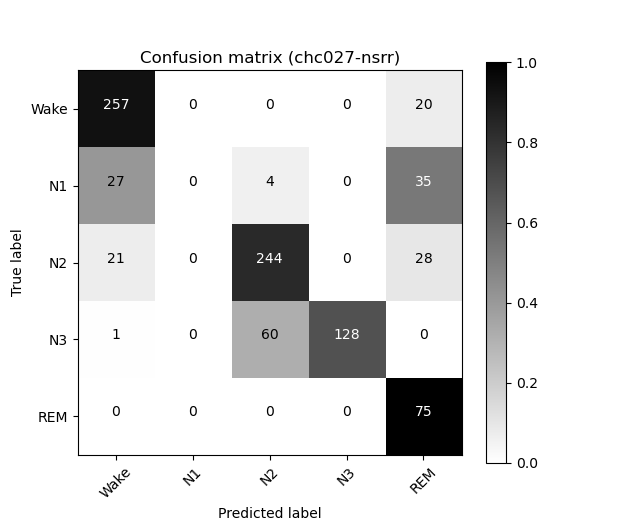 Confusion matrix (chc027-nsrr)
True label
Wake 257 0 0 0 20
N1 27 0 4 0 35
N2 21 0 244 0 28
N3 1 0 60 128 0
REM 0 0 0 0 75
Wake N1 N2 N3 REM
Predicted label
1.0
0.8
0.6
0.4
0.2
0.0